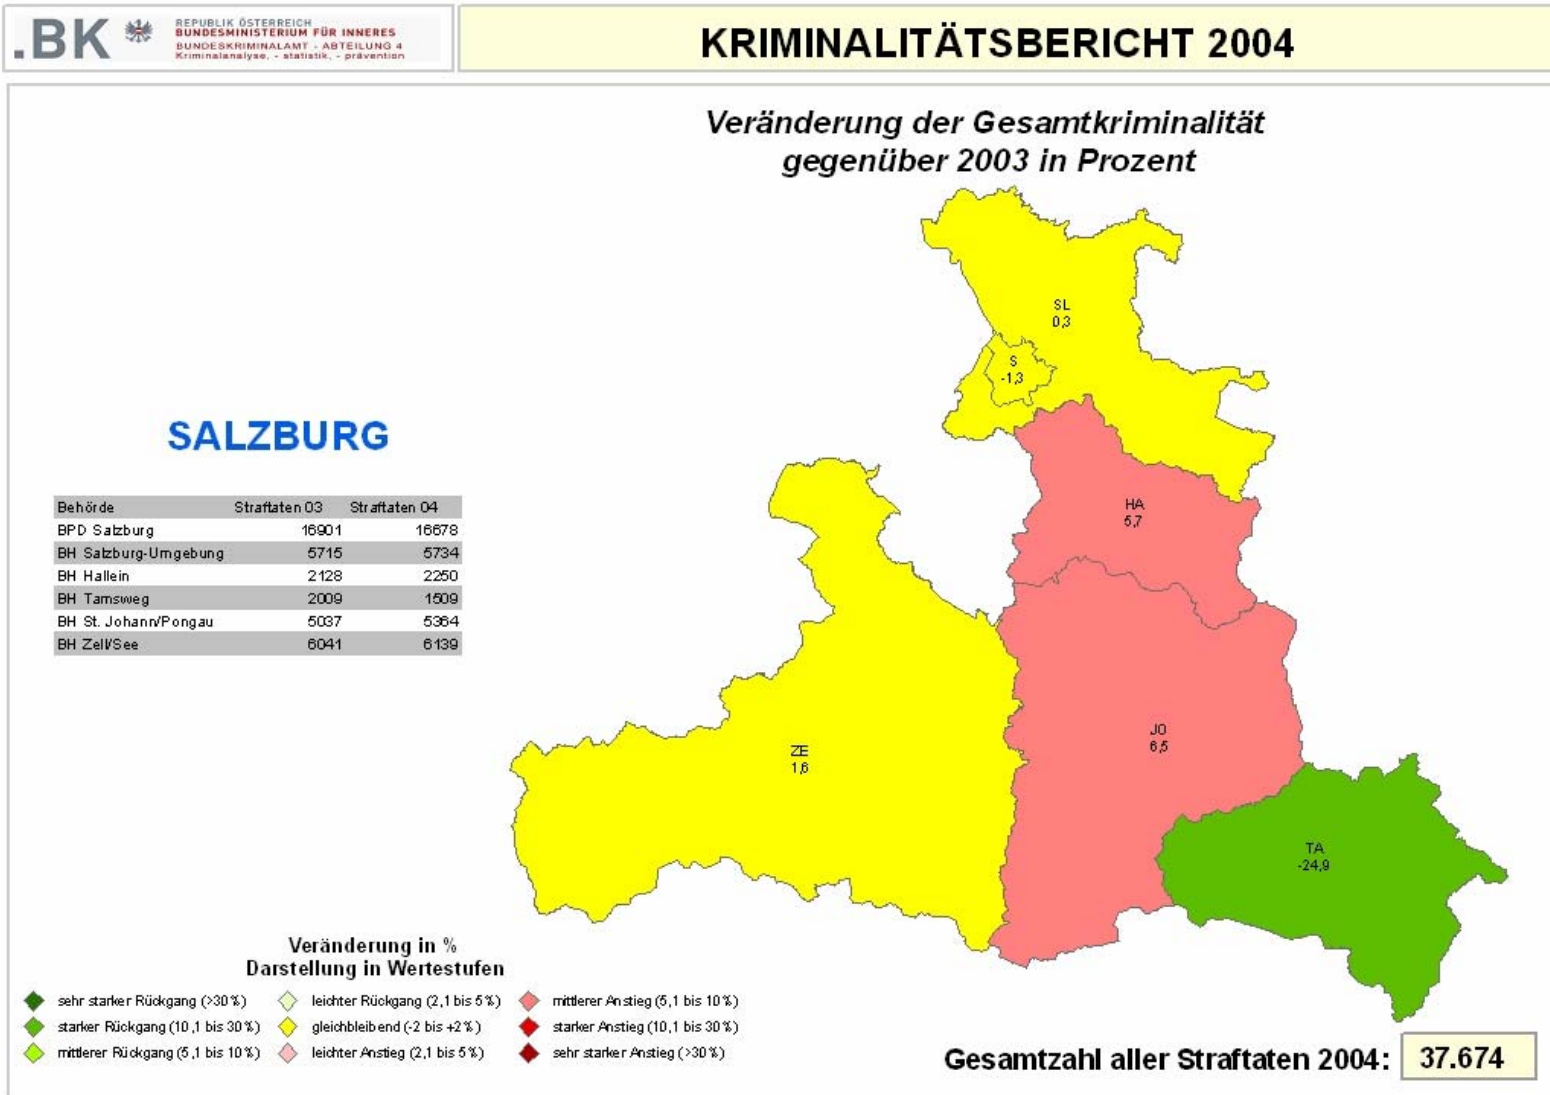 .BK
REPUBLIK ÖSTERREICH
BUNDESMINISTERIUM FÜR INNERES
BUNDESKRIMINALAMT - ABTEILUNG 4
Kriminalanalyse, - statistik, - prävention
KRIMINALITÄTSBERICHT 2004
Veränderung der Gesamtkriminalität
gegenüber 2003 in Prozent
SL
0,3
S
-1,3
HA
5,7
ZE
1,6
JO
6,5
TA
-24,9
SALZBURG
Behörde Straftaten 03 Straftaten 04
BPD Salzburg 16901 16678
BH Salzburg-Umgebung 5715 5734
BH Hallein 2128 2250
BH Tamsweg 2009 1509
BH St. Johann/Pongau 5037 5364
BH Zell/See 6041 6139
Veränderung in %
Darstellung in Wertestufen
sehr starker Rückgang (>30%) leichter Rückgang (2,1 bis 5%) mittlerer Anstieg (5,1 bis 10%)
starker Rückgang (10,1 bis 30%) gleichbleibend (-2 bis +2%) starker Anstieg (10,1 bis 30%)
mittlerer Rückgang (5,1 bis 10%) leichter Anstieg (2,1 bis 5%) sehr starker Anstieg (>30%)
Gesamtzahl aller Straftaten 2004: 37.674